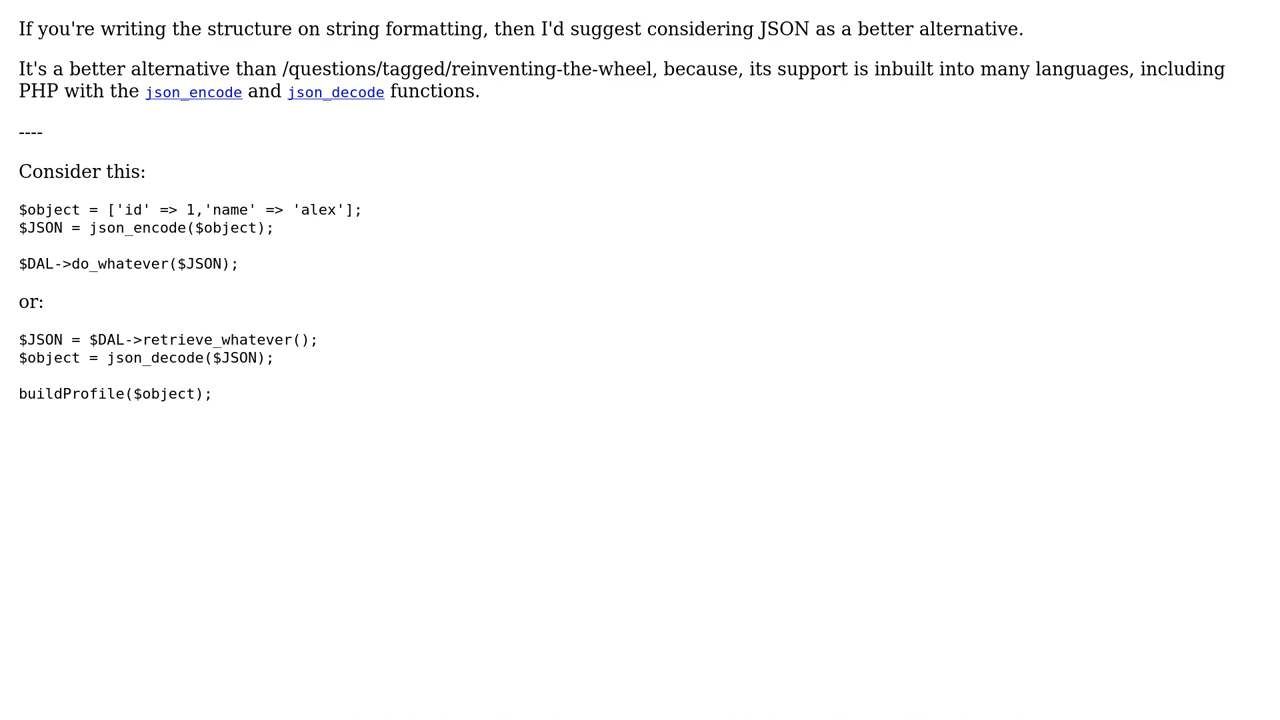 If you're writing the structure on string formatting, then I'd suggest considering JSON as a better alternative.
It's a better alternative than /questions/tagged/reinventing-the-wheel, because, its support is inbuilt into many languages, including
PHP with the json_encode and json_decode functions.
----
Consider this:
$object = ['id' => 1,'name' => 'alex'];
$JSON = json_encode($object);
$DAL->do_whatever($JSON);
or:
$JSON = $DAL->retrieve_whatever();
$object = json_decode($JSON);
buildProfile($object);